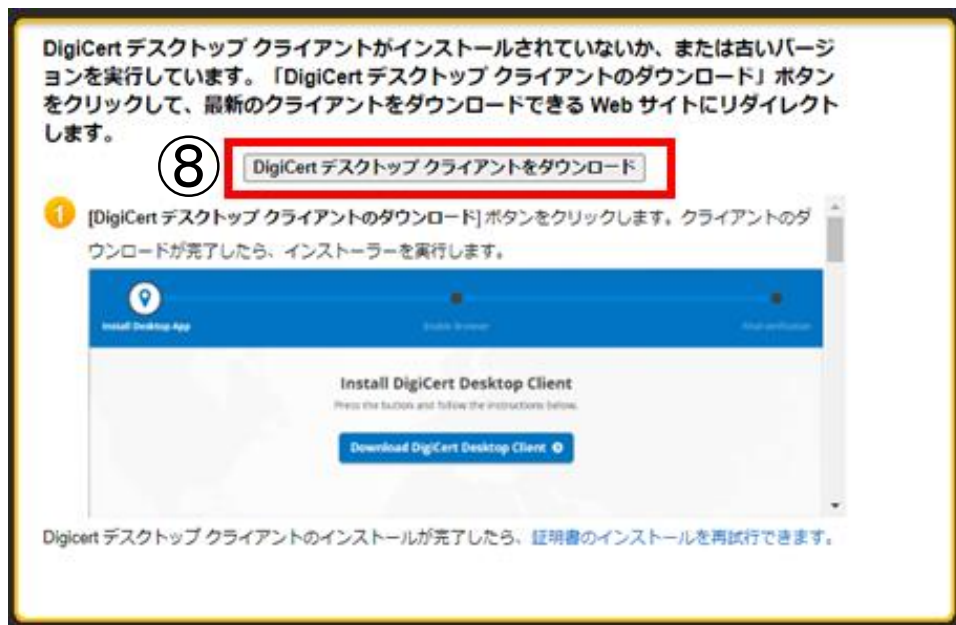 DigiCert デスクトップ クライアントがインストールされていないか、または古いバージ
ョンを実行しています。「DigiCert デスクトップ クライアントのダウンロード」ボタン
をクリックして、最新のクライアントをダウンロードできる Web サイトにリダイレクト
します。
⑧
DigiCert デスクトップ クライアントをダウンロード
1
[DigiCert デスクトップ クライアントのダウンロード] ボタンをクリックします。クライアントのダ
ウンロードが完了したら、インストーラーを実行します。
Install Desktop App
Enable Browser
Final verification
Install DigiCert Desktop Client
Press the button and follow the instructions below.
Download DigiCert Desktop Client
Digicert デスクトップ クライアントのインストールが完了したら、証明書のインストールを再試行できます。